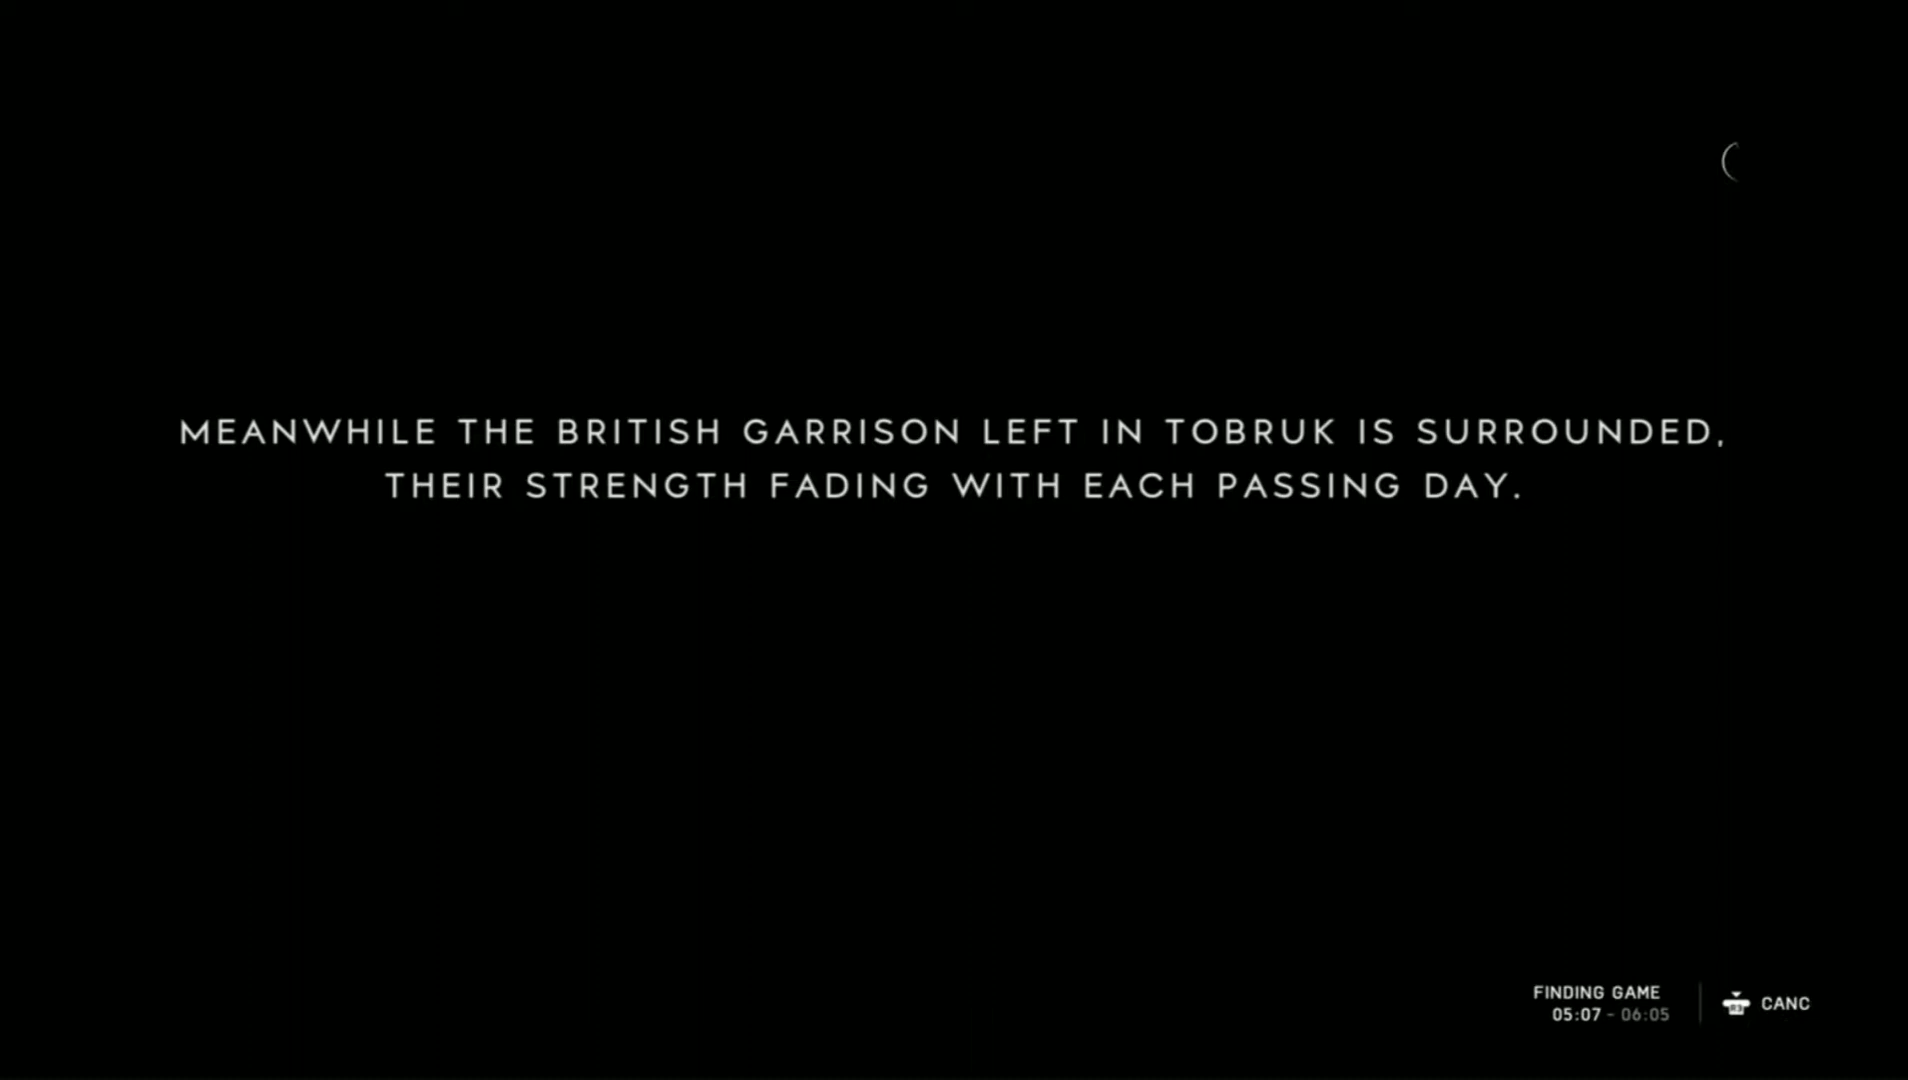 MEANWHILE THE BRITISH GARRISON LEFT IN TOBRUK IS SURROUNDED,
THEIR STRENGTH FADING WITH EACH PASSING DAY.
FINDING GAME
05:07 - 06:05
R3 CANC